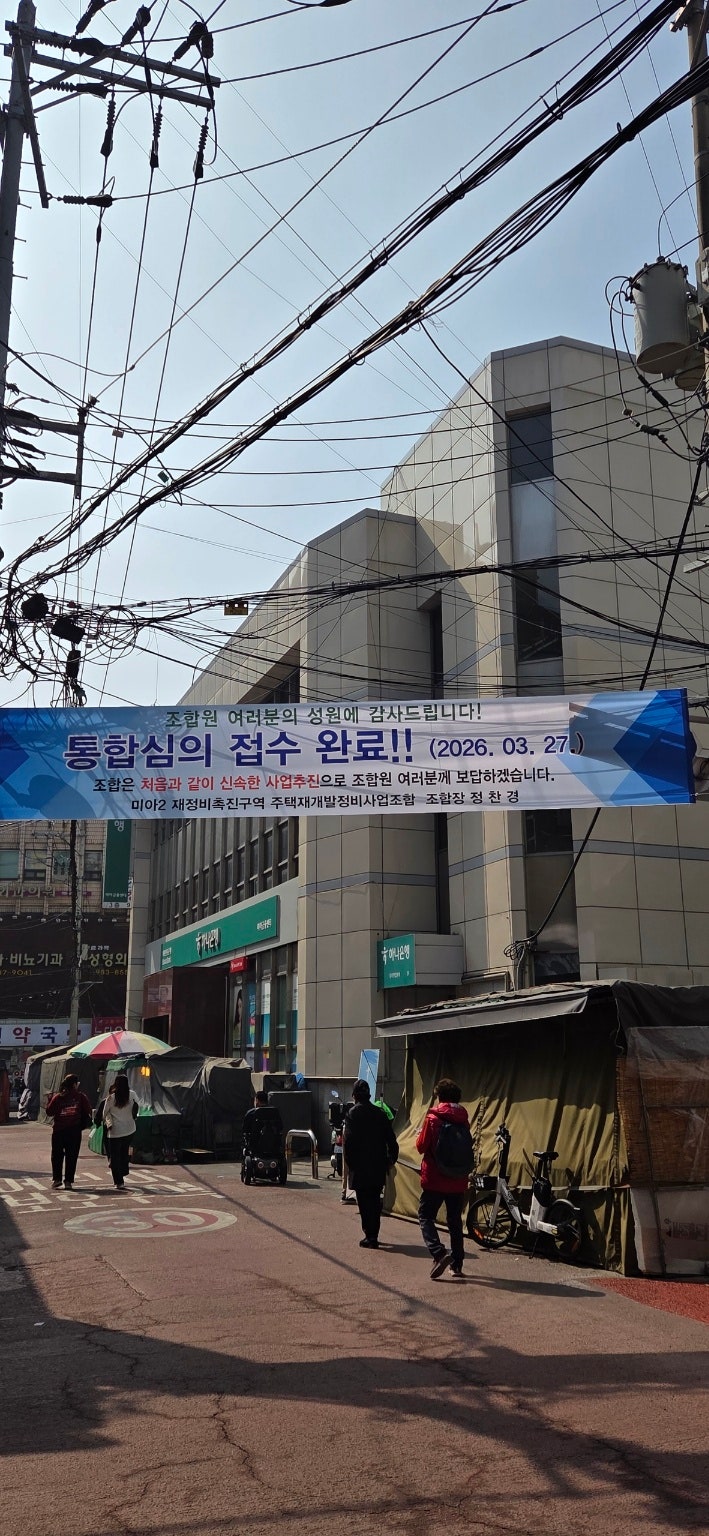 조합원 여러분의 성원에 감사드립니다!
통합심의 접수 완료!! (2026. 03. 27.)
조합은 처음과 같이 신속한 사업추진으로 조합원 여러분께 보답하겠습니다.
미아2 재정비촉진구역 주택재개발정비사업조합 조합장 정 찬 경
행
하나은행
하나은행
비뇨기과
성형외
약국
30